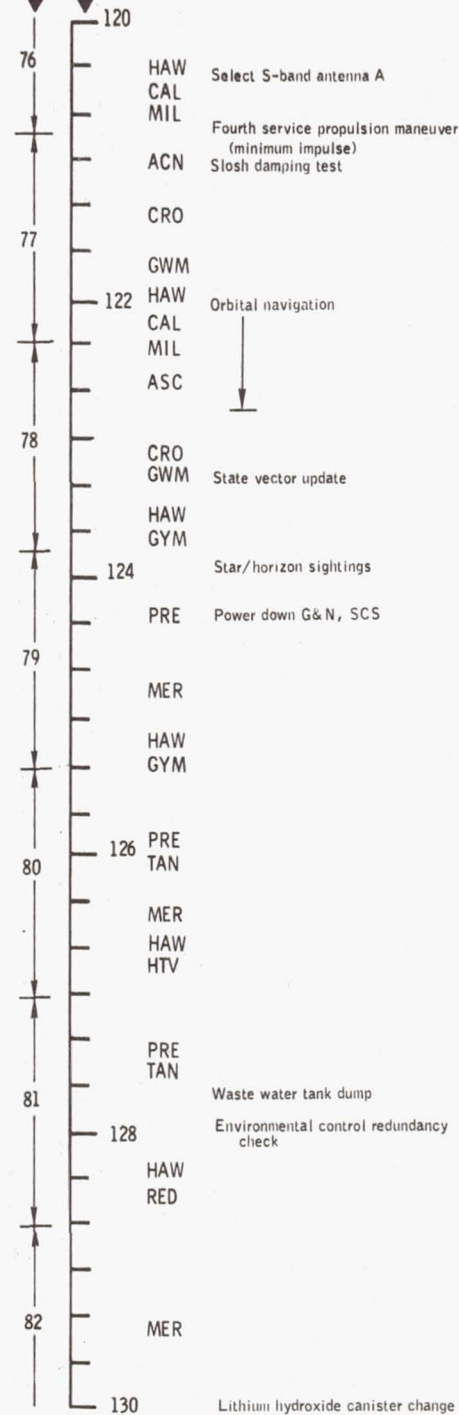 120
76
HAW Select S-band antenna A
CAL
MIL
Fourth service propulsion maneuver
(minimum impulse)
ACN Slosh damping test
CRO
77
GWM
122 HAW Orbital navigation
CAL
MIL
ASC
78
CRO
GWM State vector update
HAW
GYM
124 Star/horizon sightings
PRE Power down G&N, SCS
79
MER
HAW
GYM
126 PRE
TAN
80
MER
HAW
HTV
PRE
TAN
81 Waste water tank dump
128 Environmental control redundancy
check
HAW
RED
82 MER
130 Lithium hydroxide canister change